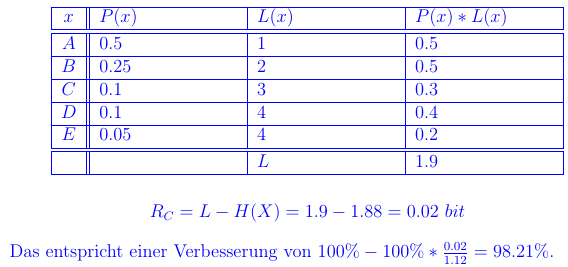 x P(x) L(x) P(x) ∗ L(x)
A 0.5 1 0.5
B 0.25 2 0.5
C 0.1 3 0.3
D 0.1 4 0.4
E 0.05 4 0.2
L 1.9
R_C = L − H(X) = 1.9 − 1.88 = 0.02 bit
Das entspricht einer Verbesserung von 100% − 100% ∗ 0.02/1.12 = 98.21%.